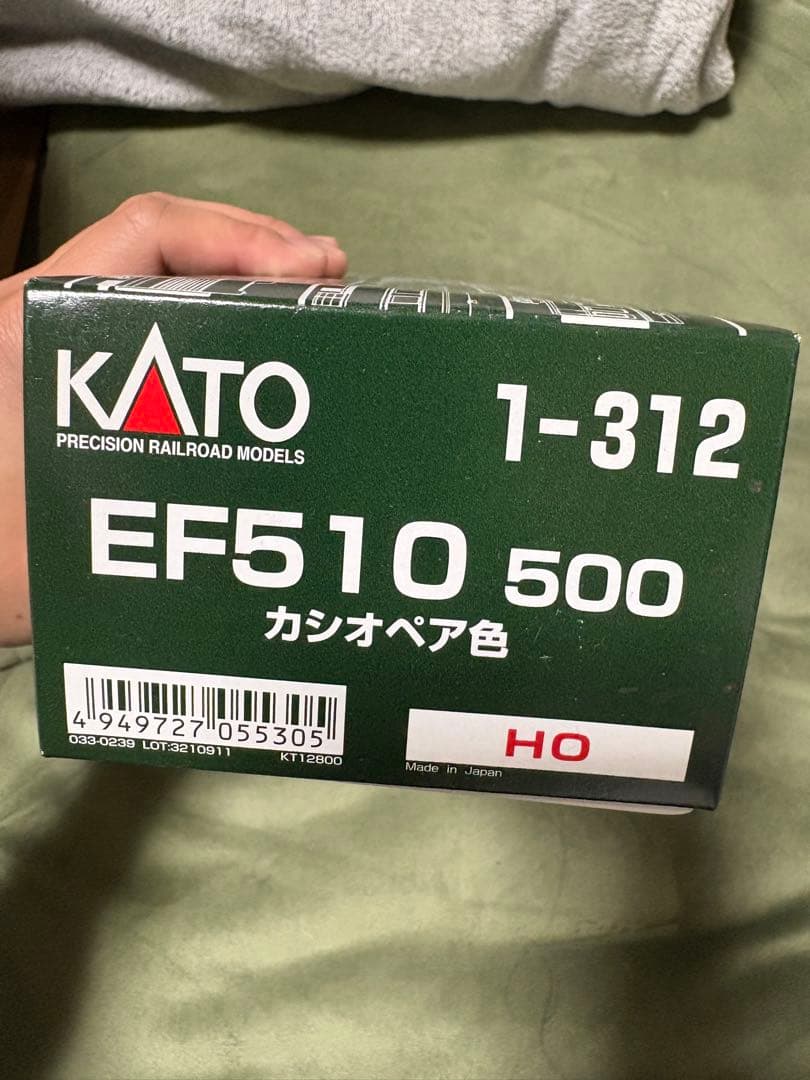 KATO
PRECISION RAILROAD MODELS
1-312
EF510 500
カシオペア色
4 949727 055305
033-0239 LOT:3210911
KT12800
HO
Made in Japan